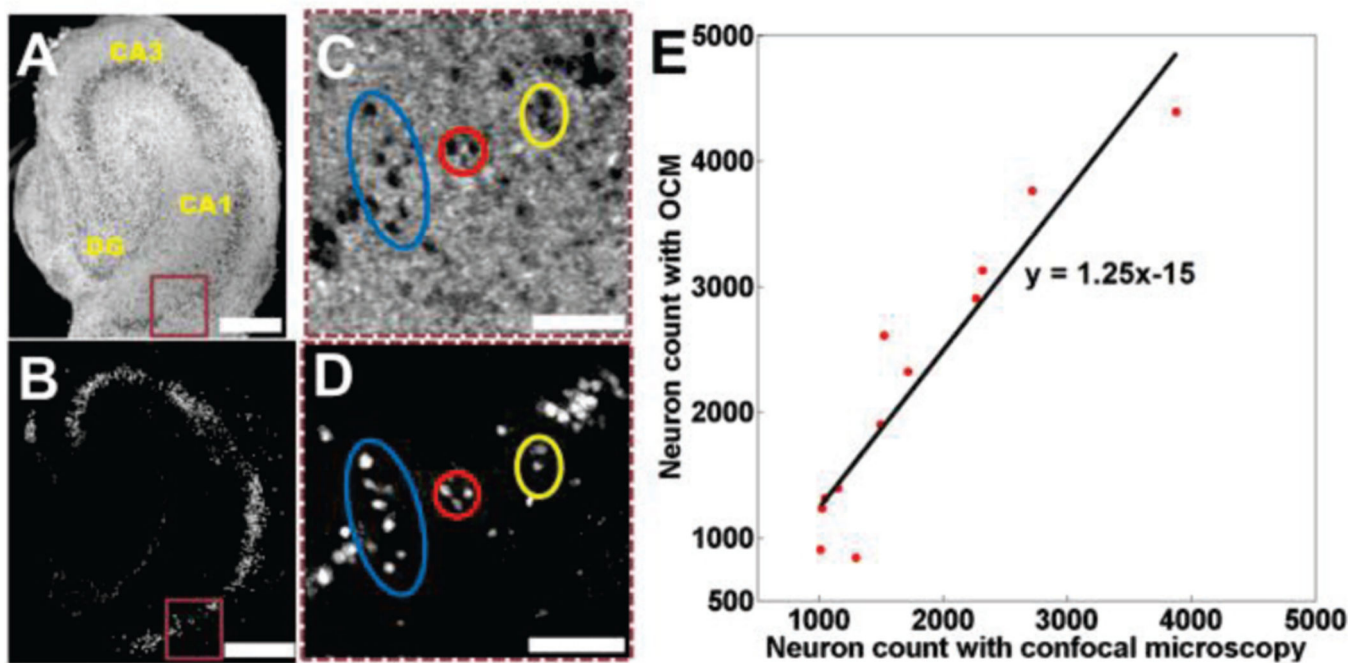 A
CA3
CA1
DG
B
C
D
E
5000
4000
3000
2000
1000
500
Neuron count with OCM
y = 1.25x-15
1000 2000 3000 4000 5000
Neuron count with confocal microscopy